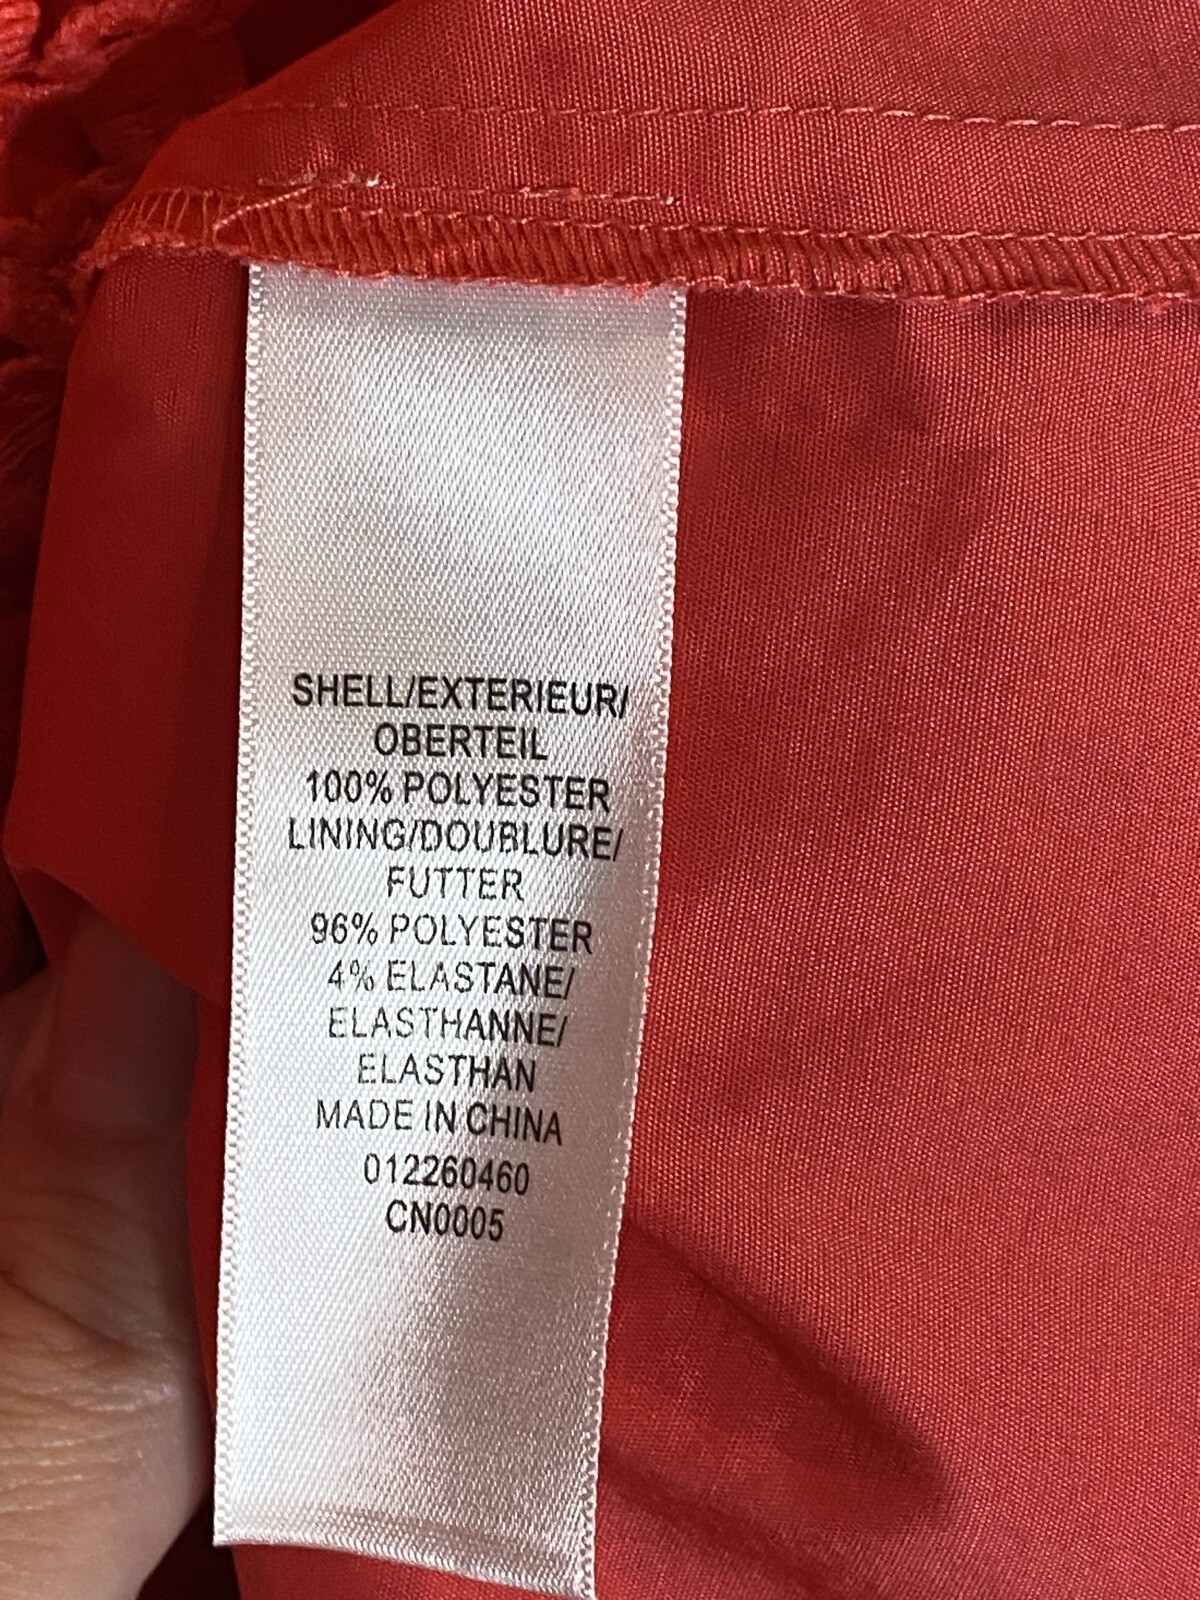 SHELL/EXTERIEUR/
OBERTEIL
100% POLYESTER
LINING/DOUBLURE/
FUTTER
96% POLYESTER
4% ELASTANE/
ELASTHANNE/
ELASTHAN
MADE IN CHINA
012260460
CN0005